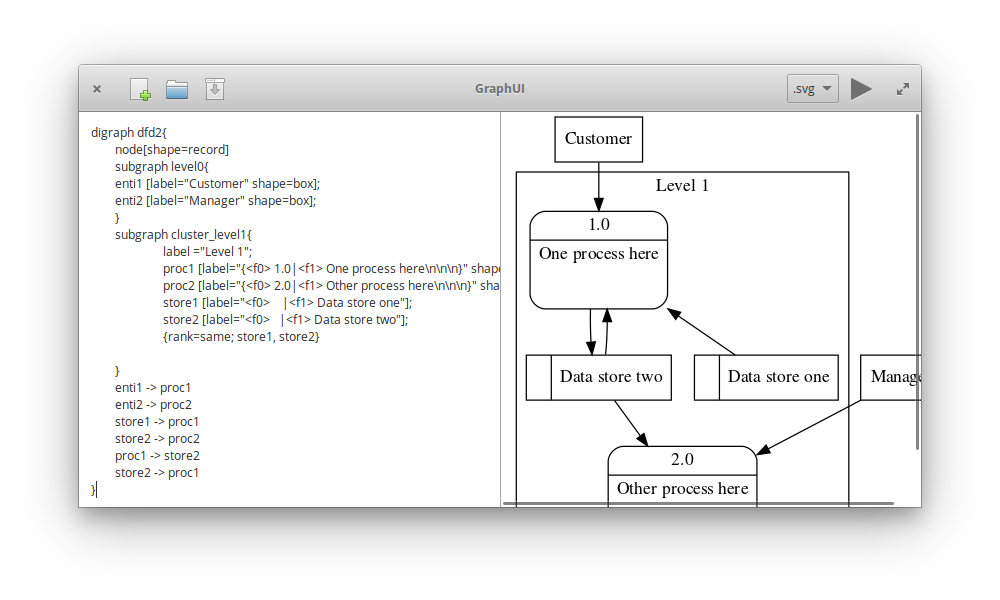 GraphUI
.svg
digraph dfd2{
node[shape=record]
subgraph level0{
enti1 [label="Customer" shape=box];
enti2 [label="Manager" shape=box];
}
subgraph cluster_level1{
label ="Level 1";
proc1 [label="{<f0> 1.0|<f1> One process here\n\n\n}" shap
proc2 [label="{<f0> 2.0|<f1> Other process here\n\n\n}" sha
store1 [label="<f0>    |<f1> Data store one"];
store2 [label="<f0>   |<f1> Data store two"];
{rank=same; store1, store2}
}
enti1 -> proc1
enti2 -> proc2
store1 -> proc1
store2 -> proc2
proc1 -> store2
store2 -> proc1
}
Customer
Level 1
1.0
One process here
Data store two
Data store one
Manage
2.0
Other process here